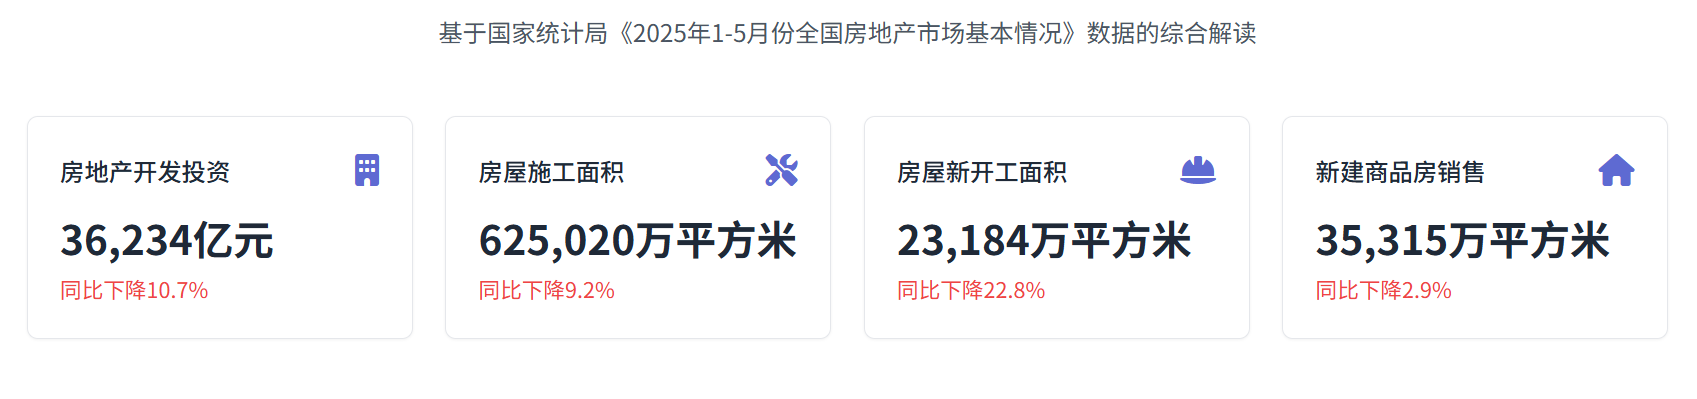 基于国家统计局《2025年1-5月份全国房地产市场基本情况》数据的综合解读
房地产开发投资
36,234亿元
同比下降10.7%
房屋施工面积
625,020万平方米
同比下降9.2%
房屋新开工面积
23,184万平方米
同比下降22.8%
新建商品房销售
35,315万平方米
同比下降2.9%